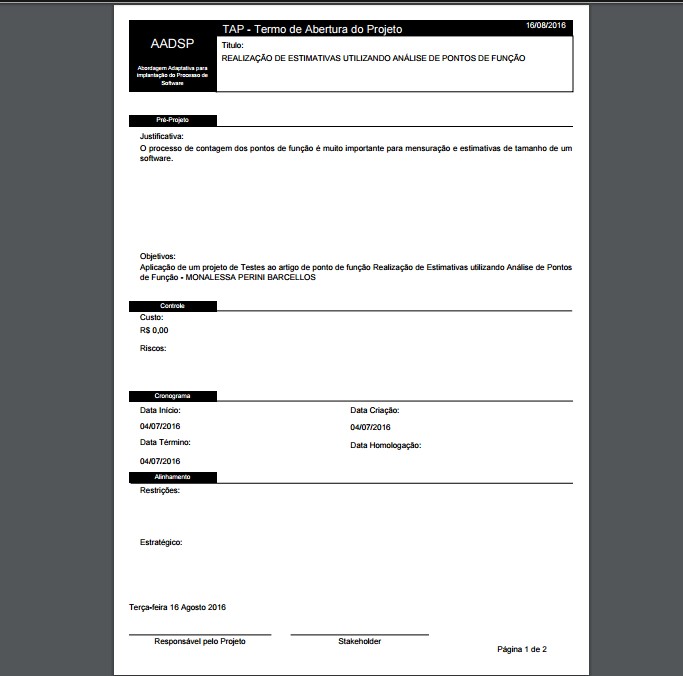 AADSP
Abordagem Adaptativa para
implantação do Processo de
Software
TAP - Termo de Abertura do Projeto
16/08/2016
Titulo:
REALIZAÇÃO DE ESTIMATIVAS UTILIZANDO ANÁLISE DE PONTOS DE FUNÇÃO
Pré-Projeto
Justificativa:
O processo de contagem dos pontos de função é muito importante para mensuração e estimativas de tamanho de um
software.
Objetivos:
Aplicação de um projeto de Testes ao artigo de ponto de função Realização de Estimativas utilizando Análise de Pontos
de Função - MONALESSA PERINI BARCELLOS
Controle
Custo:
R$ 0,00
Riscos:
Cronograma
Data Início:
04/07/2016
Data Término:
04/07/2016
Data Criação:
04/07/2016
Data Homologação:
Alinhamento
Restrições:
Estratégico:
Terça-feira 16 Agosto 2016
Responsável pelo Projeto
Stakeholder
Página 1 de 2